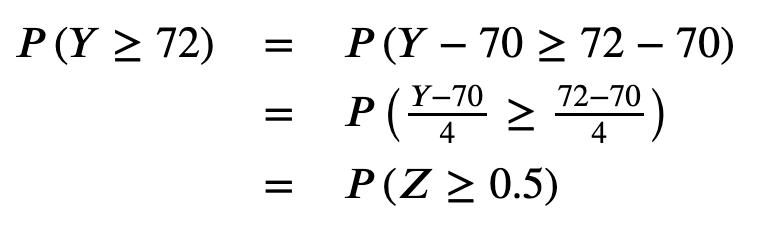 P(Y ≥ 72) = P(Y − 70 ≥ 72 − 70)
= P((Y−70)/4 ≥ (72−70)/4)
= P(Z ≥ 0.5)